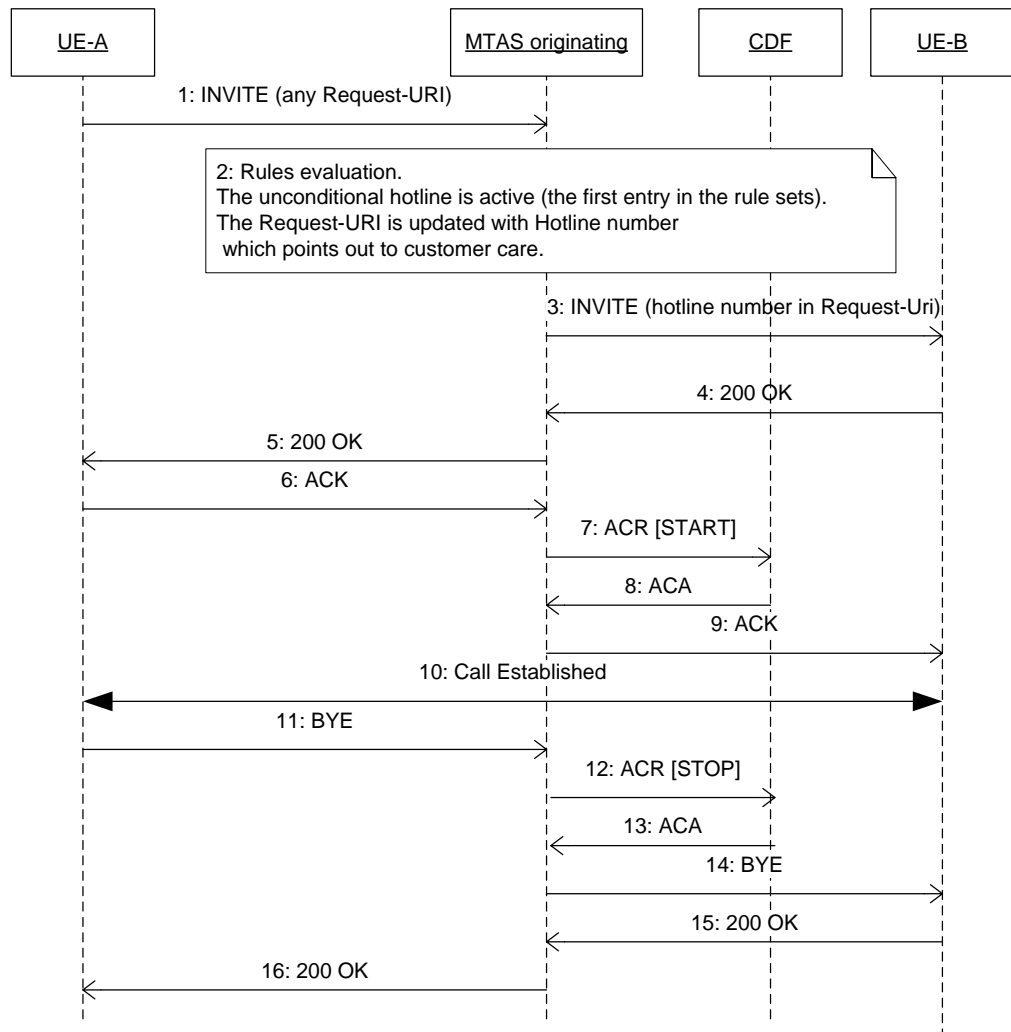 UE-A
MTAS originating
CDF
UE-B
1: INVITE (any Request-URI)
2: Rules evaluation.
The unconditional hotline is active (the first entry in the rule sets).
The Request-URI is updated with Hotline number
which points out to customer care.
3: INVITE (hotline number in Request-Uri)
4: 200 OK
5: 200 OK
6: ACK
7: ACR [START]
8: ACA
9: ACK
10: Call Established
11: BYE
12: ACR [STOP]
13: ACA
14: BYE
15: 200 OK
16: 200 OK